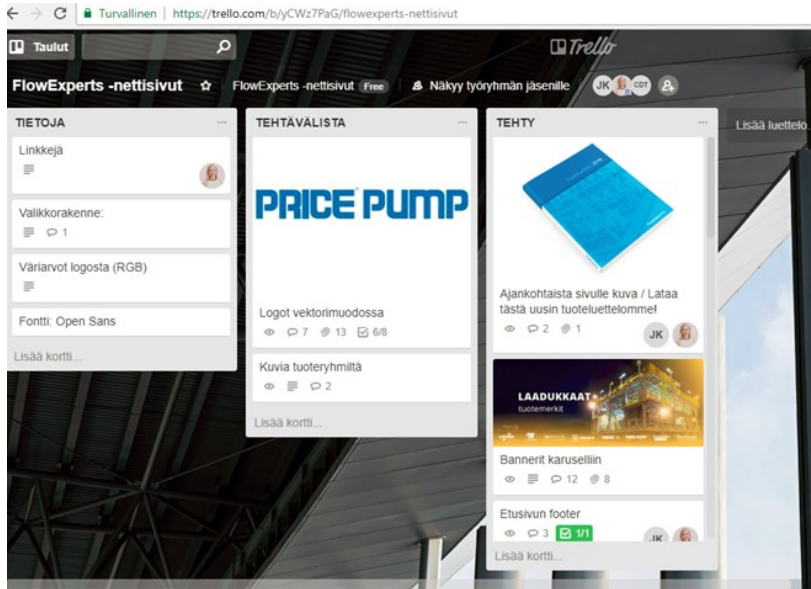 Turvallinen | https://trello.com/b/yCWz7PaG/flowexperts-nettisivut
Taulut
Trello
FlowExperts -nettisivut
FlowExperts -nettisivut Free
Näkyy työryhmän jäsenille
JK
CDT
TIETOJA
Linkkejä
Valikkorakenne:
1
Väriarvot logosta (RGB)
Fontti: Open Sans
Lisää kortti...
TEHTÄVÄLISTA
PRICE PUMP
Logot vektorimuodossa
7 13 6/8
Kuvia tuoteryhmiltä
2
Lisää kortti...
TEHTY
Ajankohtaista sivulle kuva / Lataa
tästä uusin tuoteluettelomme!
2 1
JK
LAADUKKAAT
tuotemerkit
Bannerit karuselliin
12 8
Etusivun footer
3 1/1
JK
Lisää kortti...
Lisää luettelo...